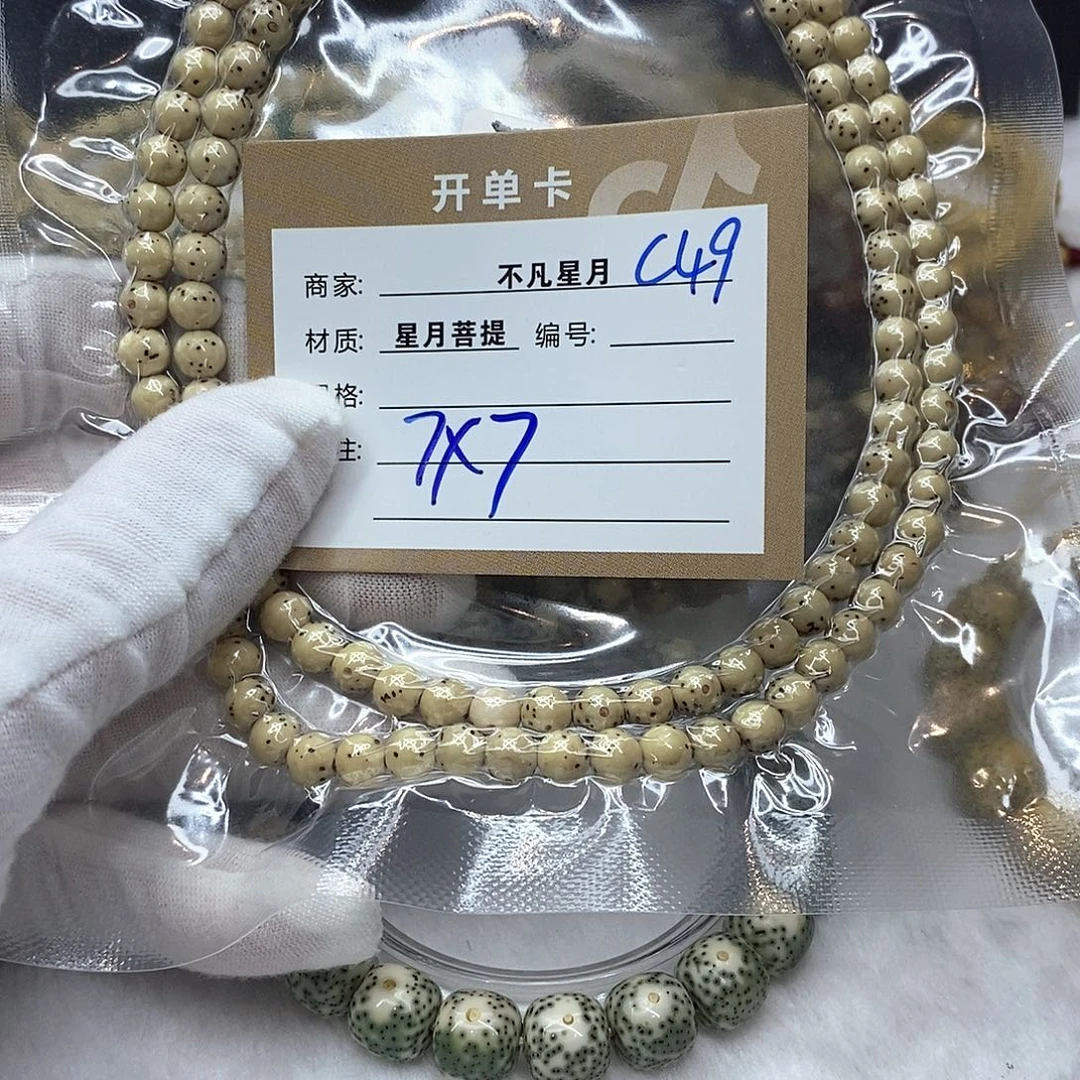 开单卡
商家: 不凡星月 C49
材质: 星月菩提 编号:
格:
注: 7X7